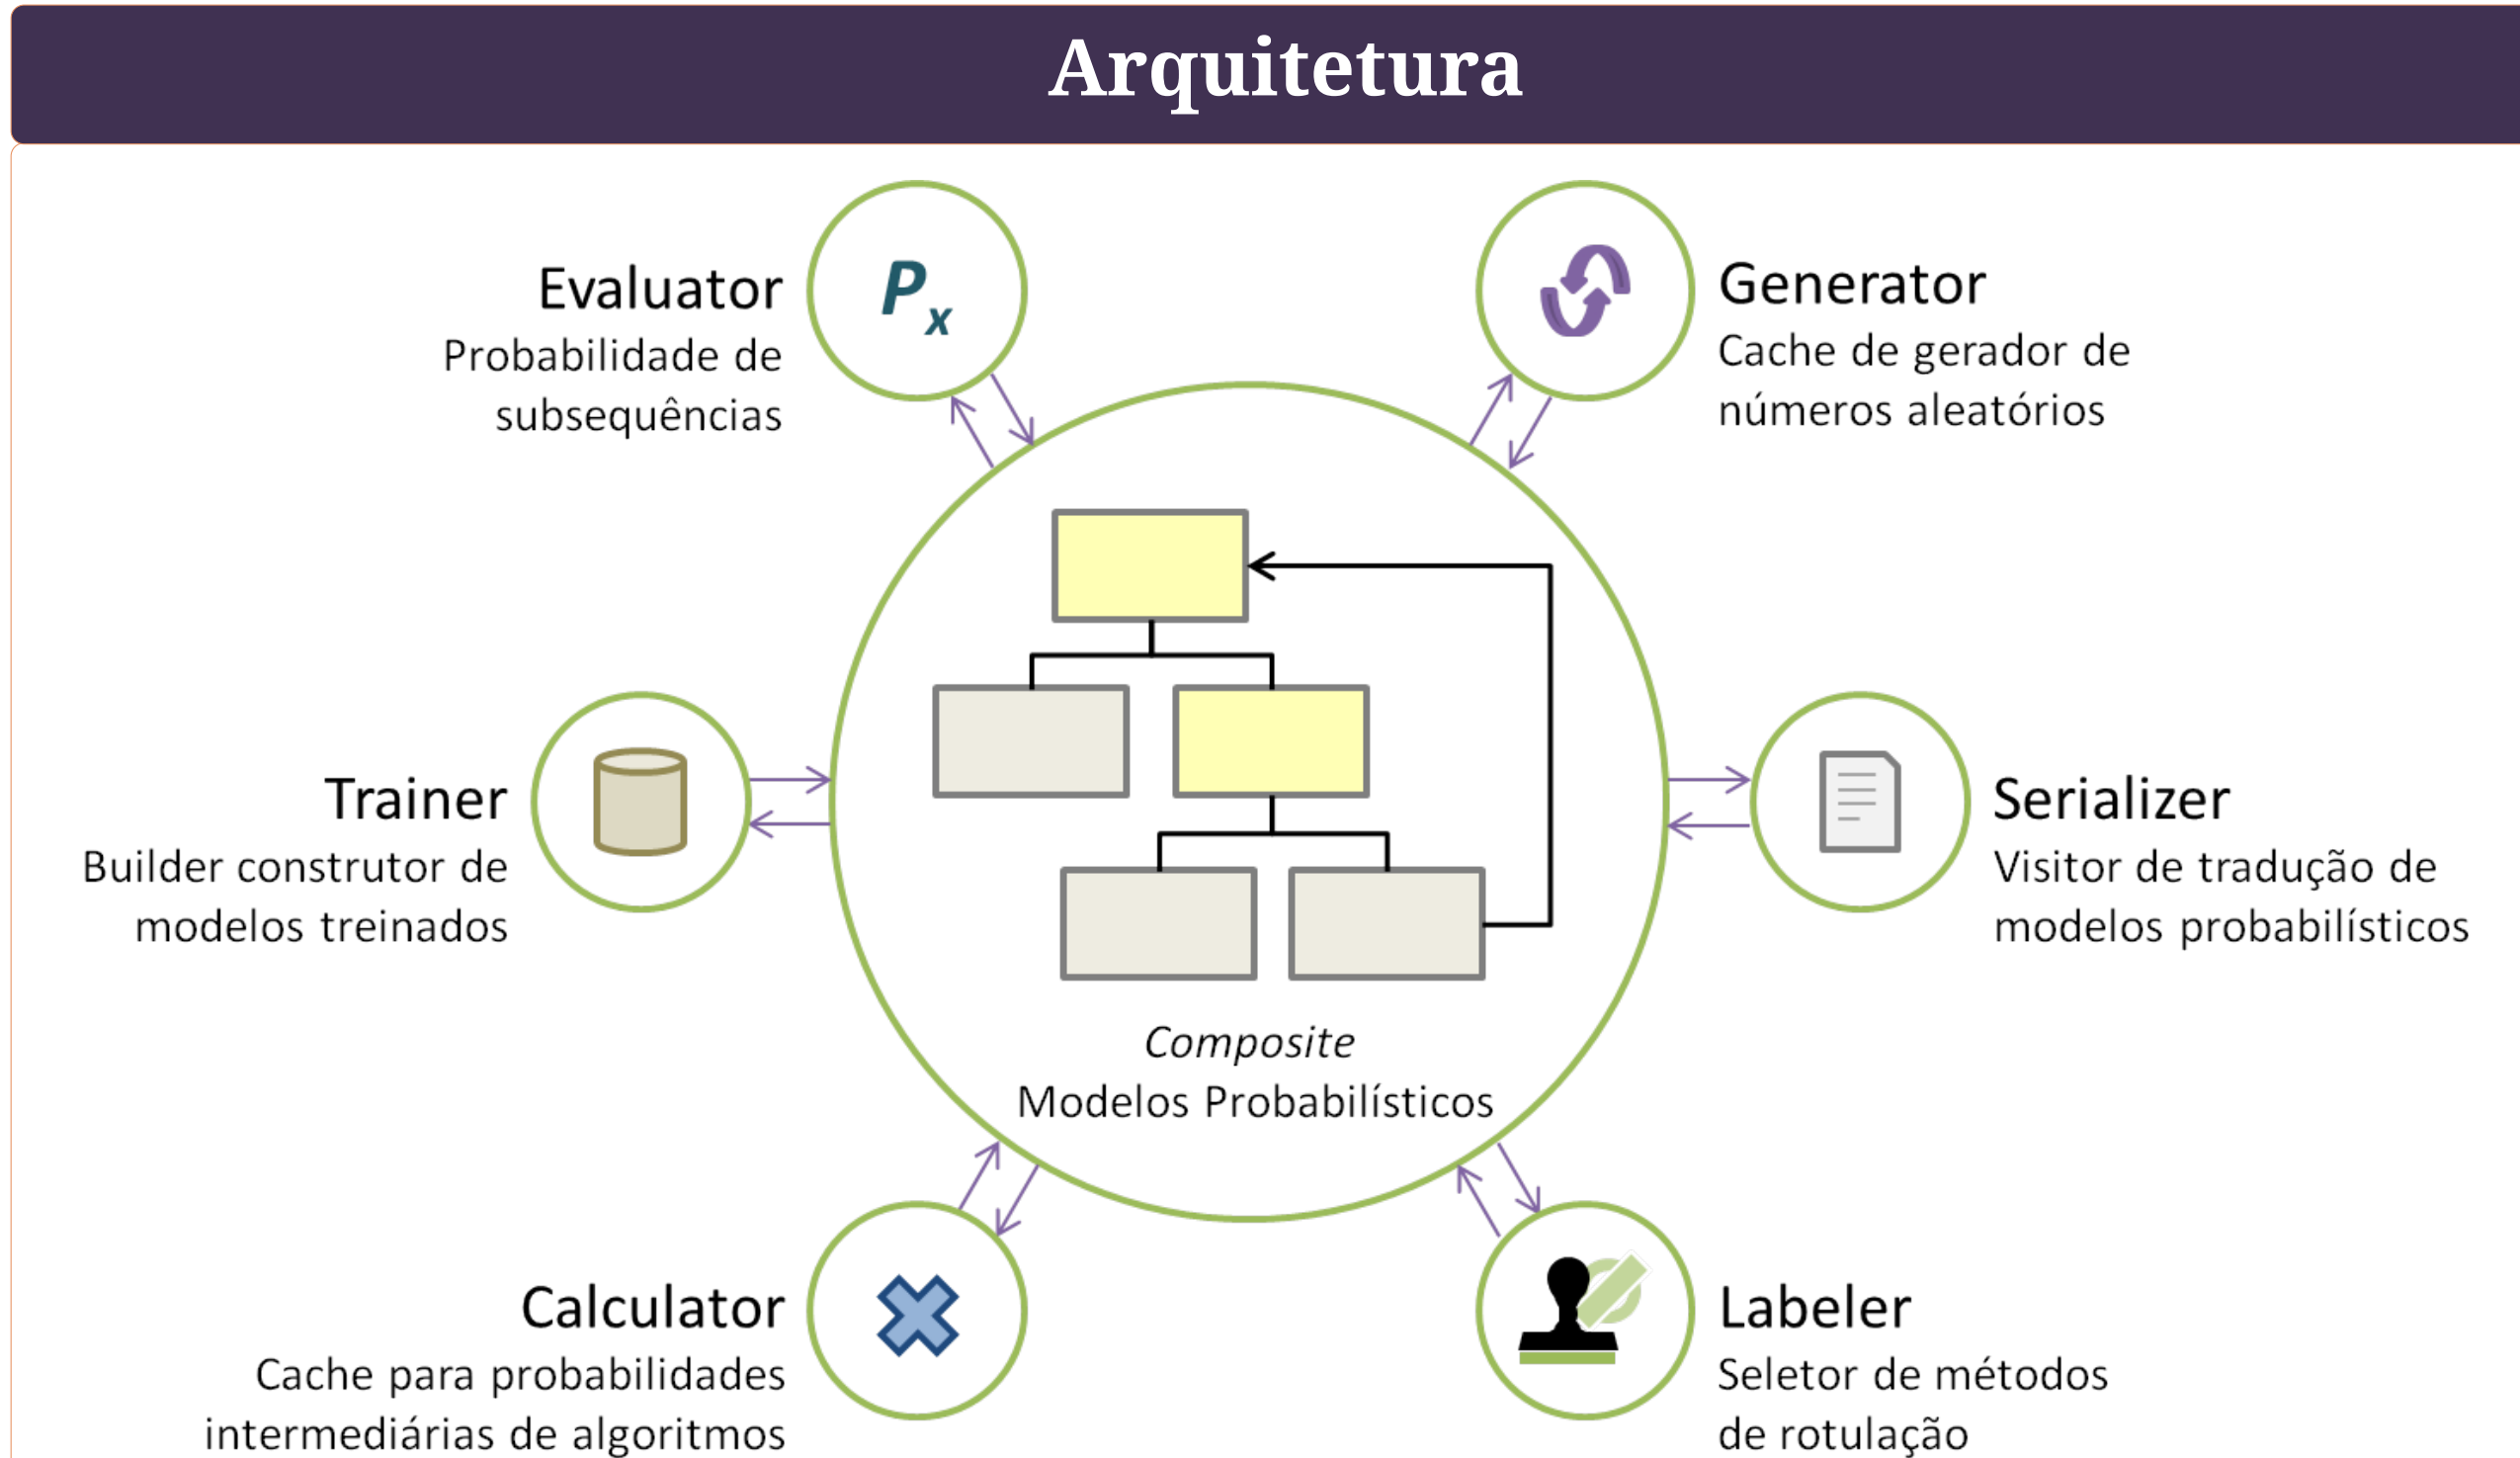 Arquitetura
Evaluator
Probabilidade de
subsequências
P x
Generator
Cache de gerador de
números aleatórios
Trainer
Builder construtor de
modelos treinados
Serializer
Visitor de tradução de
modelos probabilísticos
Composite
Modelos Probabilísticos
Calculator
Cache para probabilidades
intermediárias de algoritmos
Labeler
Seletor de métodos
de rotulação